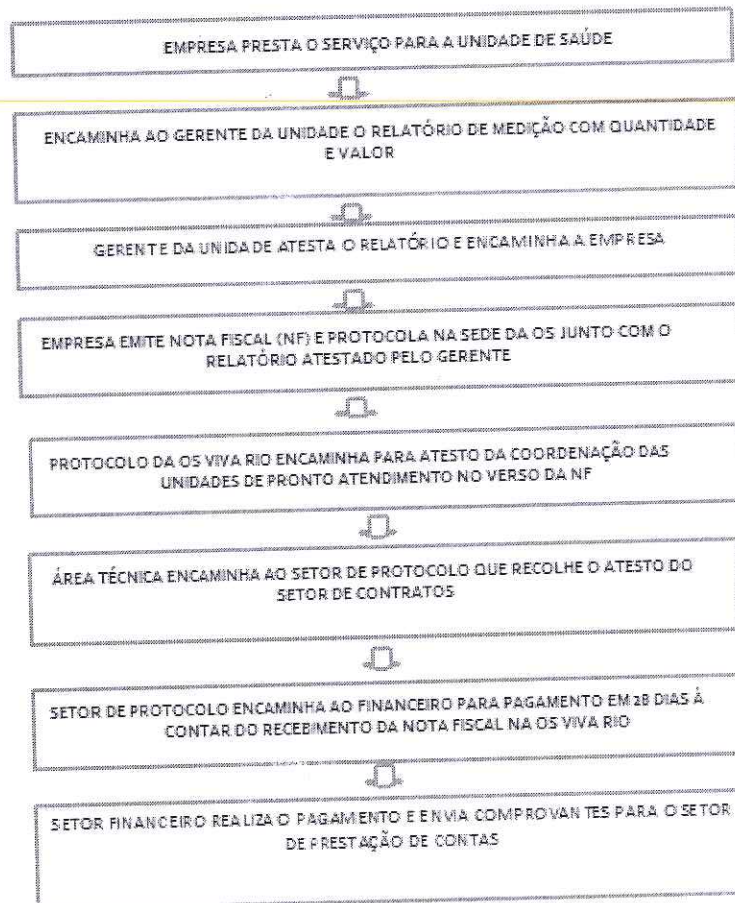 EMPRESA PRESTA O SERVIÇO PARA A UNIDADE DE SAÚDE
ENCAMINHA AO GERENTE DA UNIDADE O RELATÓRIO DE MEDIÇÃO COM QUANTIDADE
E VALOR
GERENTE DA UNIDADE ATESTA O RELATÓRIO E ENCAMINHA A EMPRESA
EMPRESA EMITE NOTA FISCAL (NF) E PROTOCOLA NA SEDE DA OS JUNTO COM O
RELATÓRIO ATESTADO PELO GERENTE
PROTOCOLO DA OS VIVA RIO ENCAMINHA PARA ATESTO DA COORDENAÇÃO DAS
UNIDADES DE PRONTO ATENDIMENTO NO VERSO DA NF
ÁREA TÉCNICA ENCAMINHA AO SETOR DE PROTOCOLO QUE RECOLHE O ATESTO DO
SETOR DE CONTRATOS
SETOR DE PROTOCOLO ENCAMINHA AO FINANCEIRO PARA PAGAMENTO EM 28 DIAS À
CONTAR DO RECEBIMENTO DA NOTA FISCAL NA OS VIVA RIO
SETOR FINANCEIRO REALIZA O PAGAMENTO E ENVIA COMPROVANTES PARA O SETOR
DE PRESTAÇÃO DE CONTAS